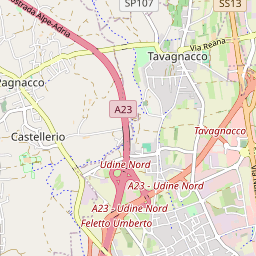 SP107
SS13
Autostrada Alpe-Adria
Via Reana
Tavagnacco
Pagnacco
A23
Tavagnacco
Castellerio
Udine Nord
A23 - Udine Nord
A23 - Udine Nord
Feletto Umberto